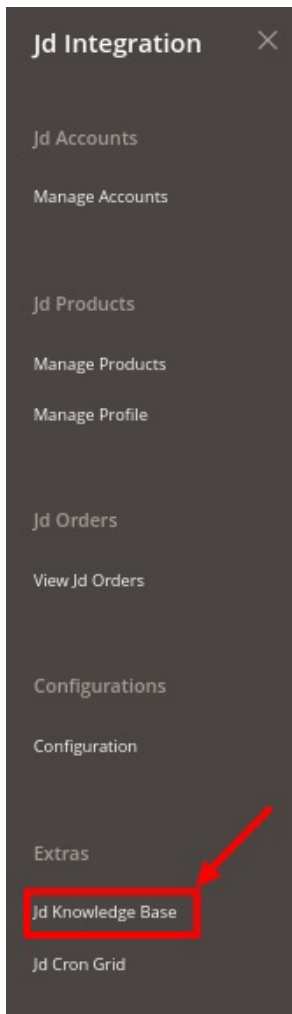 Jd Integration
Jd Accounts
Manage Accounts
Jd Products
Manage Products
Manage Profile
Jd Orders
View Jd Orders
Configurations
Configuration
Extras
Jd Knowledge Base
Jd Cron Grid